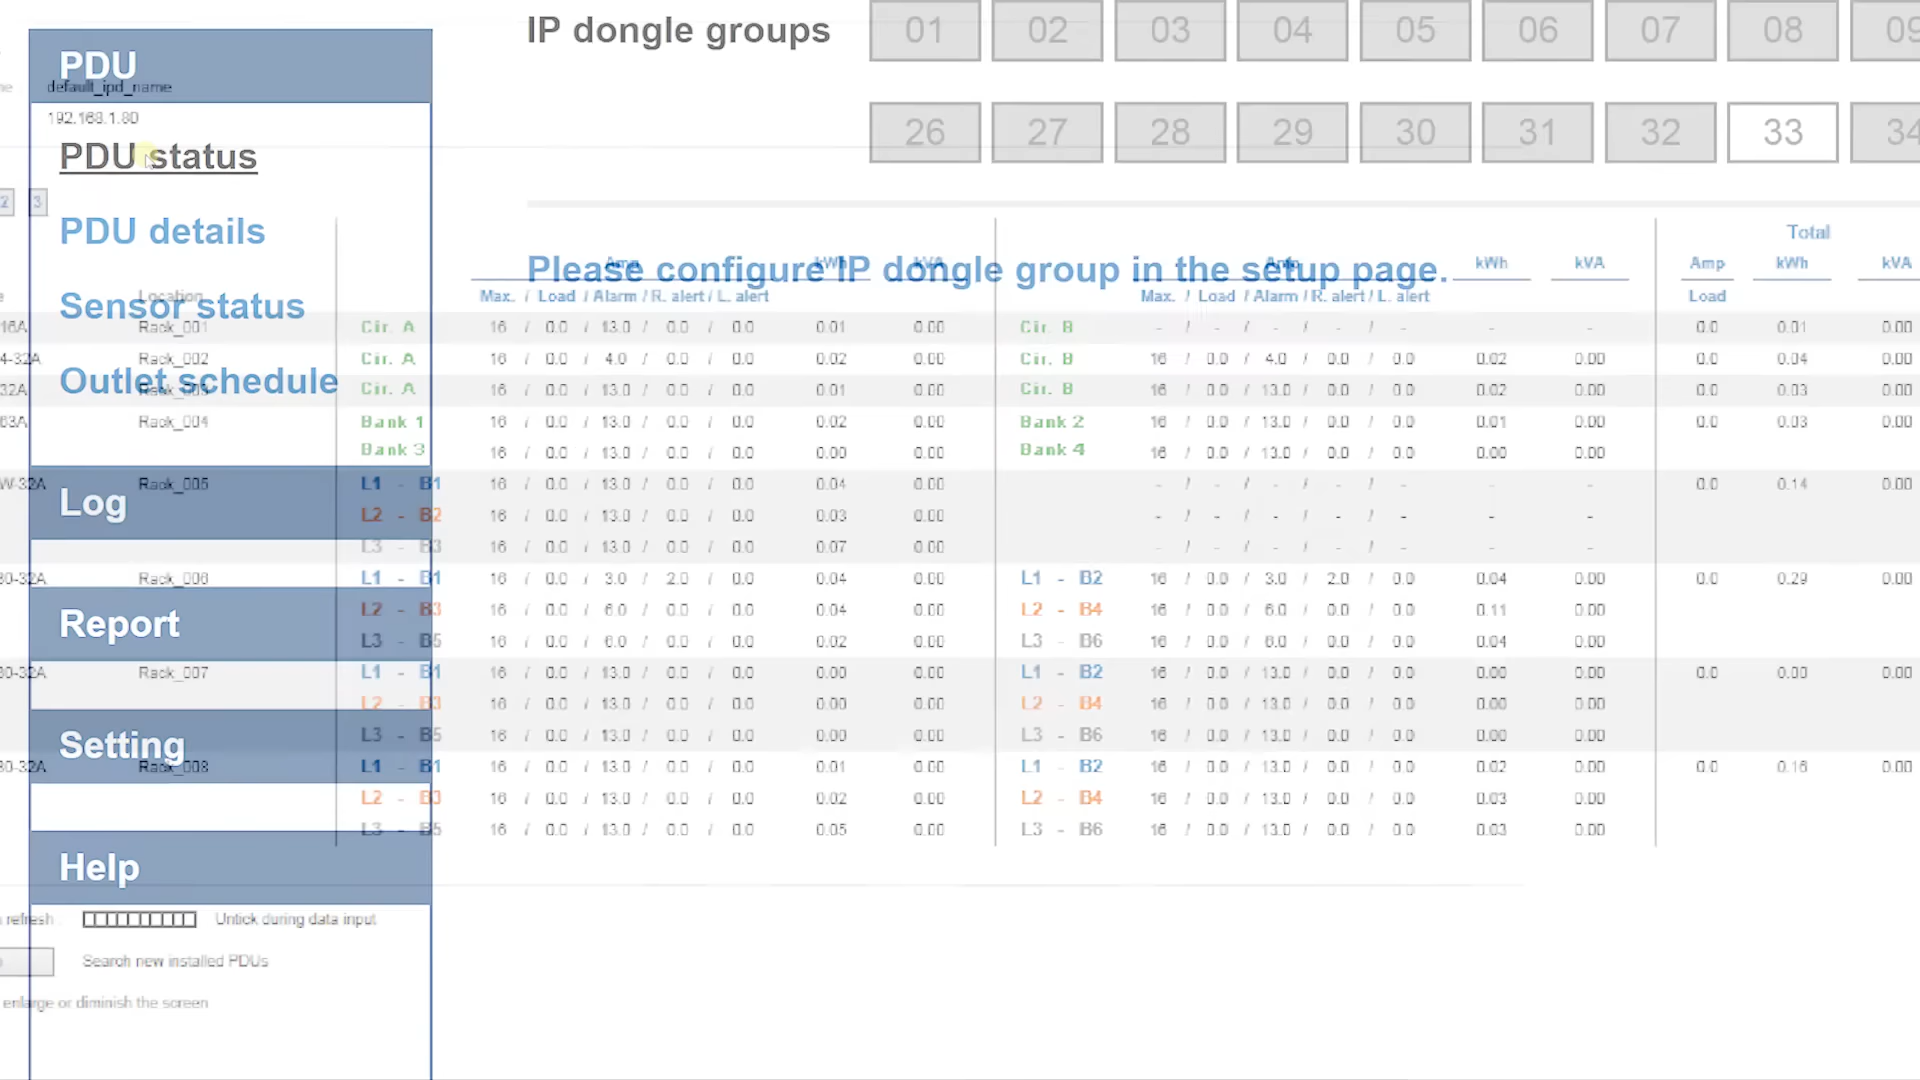 IP dongle groups 01 02 03 04 05 06 07 08 09
PDU
default_ipd_name
192.168.1.80
26 27 28 29 30 31 32 33 34
PDU status
2 3
PDU details
Total
Please configure IP dongle group in the setup page.
kWh kVA Amp kWh kVA
Max. / Load / Alarm / R. alert / L. alert Max. / Load / Alarm / R. alert / L. alert Load
Sensor status
Location
16A Rack_001 Cir. A 16 / 0.0 / 13.0 / 0.0 / 0.0 0.01 0.00 Cir. B - / - / - / - / - - - 0.0 0.01 0.00
4-32A Rack_002 Cir. A 16 / 0.0 / 4.0 / 0.0 / 0.0 0.02 0.00 Cir. B 16 / 0.0 / 4.0 / 0.0 / 0.0 0.02 0.00 0.0 0.04 0.00
Outlet schedule
32A Cir. A 16 / 0.0 / 13.0 / 0.0 / 0.0 0.01 0.00 Cir. B 16 / 0.0 / 13.0 / 0.0 / 0.0 0.02 0.00 0.0 0.03 0.00
63A Rack_004 Bank 1 16 / 0.0 / 13.0 / 0.0 / 0.0 0.02 0.00 Bank 2 16 / 0.0 / 13.0 / 0.0 / 0.0 0.01 0.00 0.0 0.03 0.00
Bank 3 16 / 0.0 / 13.0 / 0.0 / 0.0 0.00 0.00 Bank 4 16 / 0.0 / 13.0 / 0.0 / 0.0 0.00 0.00
W-32A Rack_005 L1 - B1 16 / 0.0 / 13.0 / 0.0 / 0.0 0.04 0.00 - / - / - / - / - - - 0.0 0.14 0.00
Log
L2 - B2 16 / 0.0 / 13.0 / 0.0 / 0.0 0.03 0.00 - / - / - / - / - - -
L3 - B3 16 / 0.0 / 13.0 / 0.0 / 0.0 0.07 0.00 - / - / - / - / - - -
30-32A Rack_006 L1 - B1 16 / 0.0 / 3.0 / 2.0 / 0.0 0.04 0.00 L1 - B2 16 / 0.0 / 3.0 / 2.0 / 0.0 0.04 0.00 0.0 0.29 0.00
Report
L2 - B3 16 / 0.0 / 6.0 / 0.0 / 0.0 0.04 0.00 L2 - B4 16 / 0.0 / 6.0 / 0.0 / 0.0 0.11 0.00
L3 - B5 16 / 0.0 / 6.0 / 0.0 / 0.0 0.02 0.00 L3 - B6 16 / 0.0 / 6.0 / 0.0 / 0.0 0.04 0.00
30-32A Rack_007 L1 - B1 16 / 0.0 / 13.0 / 0.0 / 0.0 0.00 0.00 L1 - B2 16 / 0.0 / 13.0 / 0.0 / 0.0 0.00 0.00 0.0 0.00 0.00
L2 - B3 16 / 0.0 / 13.0 / 0.0 / 0.0 0.00 0.00 L2 - B4 16 / 0.0 / 13.0 / 0.0 / 0.0 0.00 0.00
Setting
L3 - B5 16 / 0.0 / 13.0 / 0.0 / 0.0 0.00 0.00 L3 - B6 16 / 0.0 / 13.0 / 0.0 / 0.0 0.00 0.00
30-32A Rack_008 L1 - B1 16 / 0.0 / 13.0 / 0.0 / 0.0 0.01 0.00 L1 - B2 16 / 0.0 / 13.0 / 0.0 / 0.0 0.02 0.00 0.0 0.16 0.00
L2 - B3 16 / 0.0 / 13.0 / 0.0 / 0.0 0.02 0.00 L2 - B4 16 / 0.0 / 13.0 / 0.0 / 0.0 0.03 0.00
L3 - B5 16 / 0.0 / 13.0 / 0.0 / 0.0 0.05 0.00 L3 - B6 16 / 0.0 / 13.0 / 0.0 / 0.0 0.03 0.00
Help
refresh Untick during data input
Search new installed PDUs
enlarge or diminish the screen